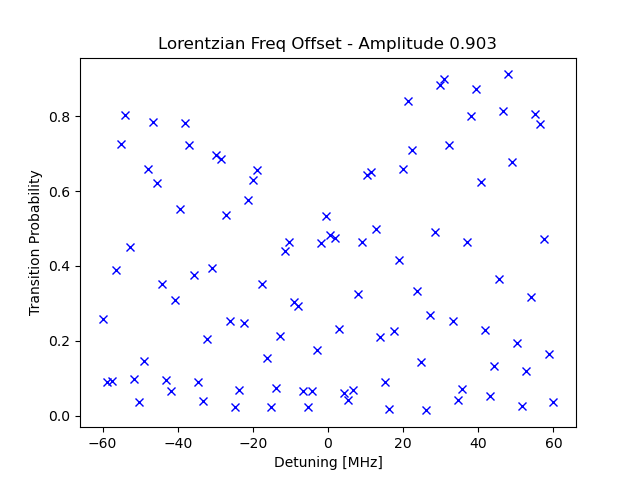 Lorentzian Freq Offset - Amplitude 0.903
Transition Probability
0.8
0.6
0.4
0.2
0.0
−60 −40 −20 0 20 40 60
Detuning [MHz]